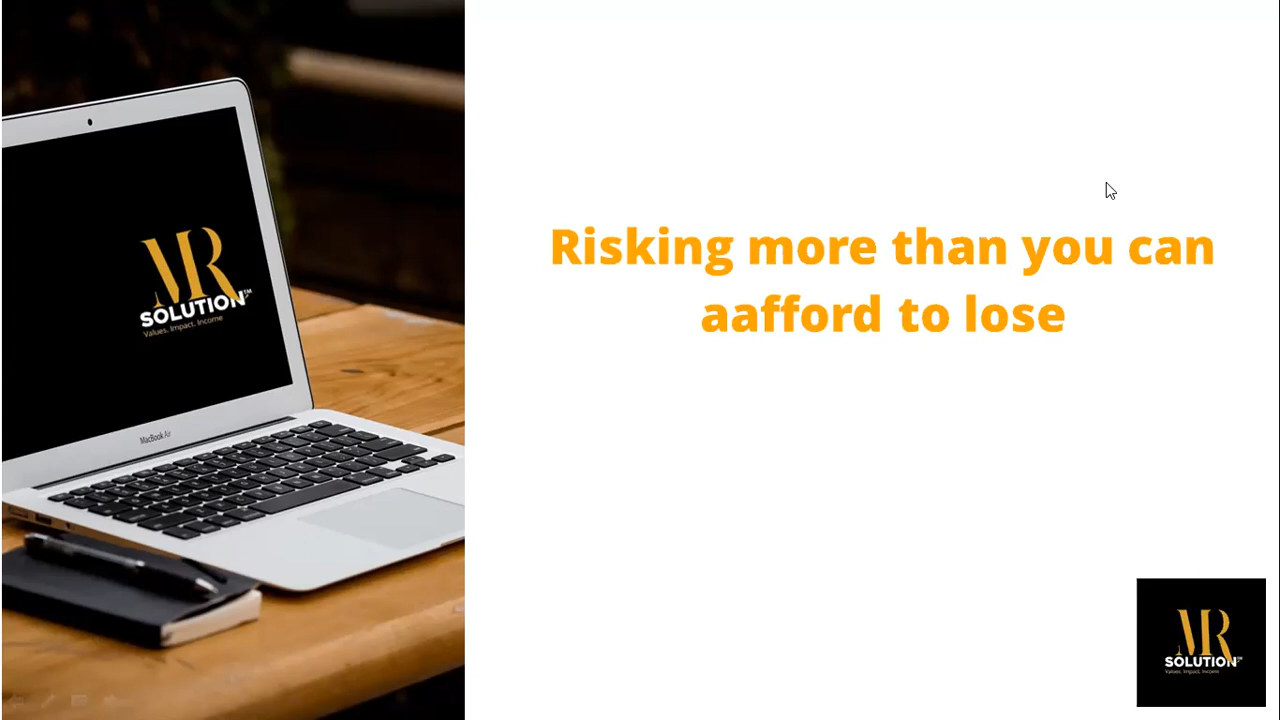 MR
SOLUTION™
Values. Impact. Income
MacBook Air
Risking more than you can
aafford to lose
MR
SOLUTION™
Values. Impact. Income